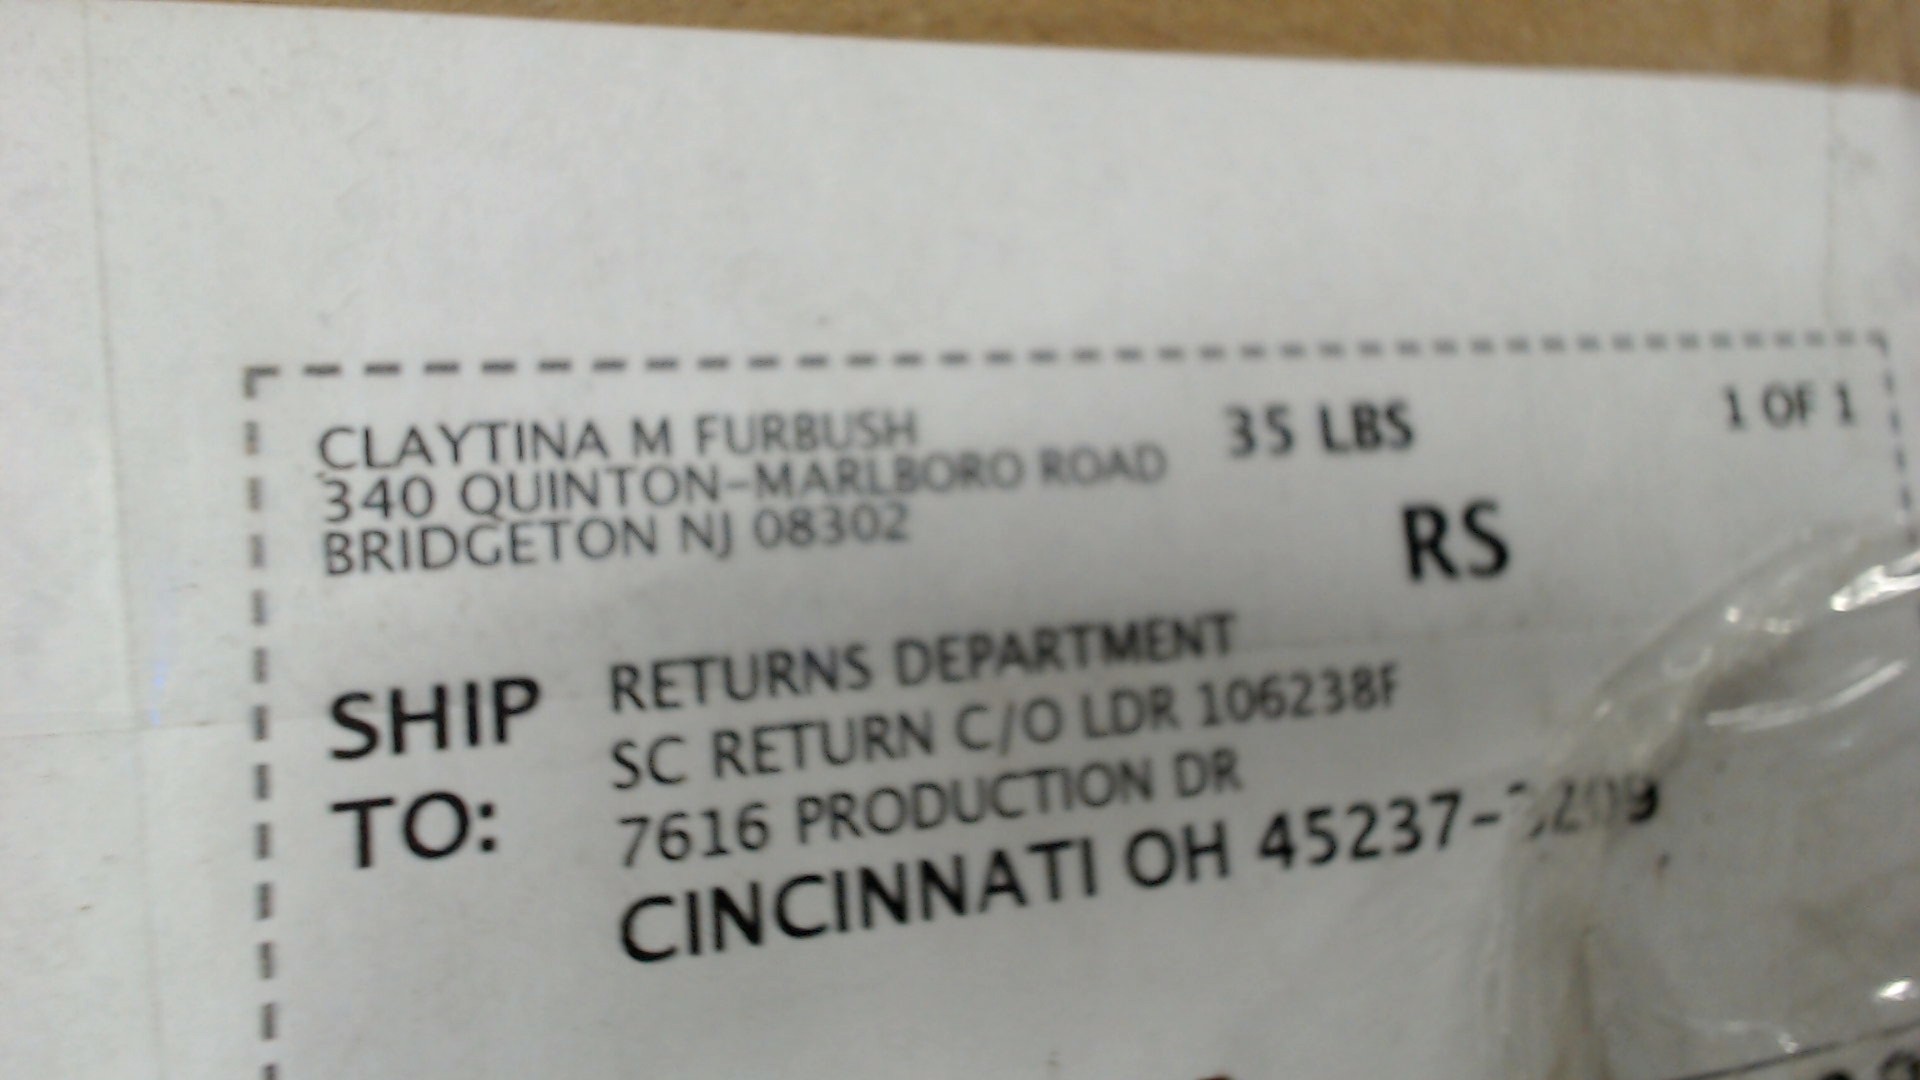 CLAYTINA M FURBUSH 35 LBS 1 OF 1
340 QUINTON-MARLBORO ROAD
BRIDGETON NJ 08302
RS
SHIP TO:
RETURNS DEPARTMENT
SC RETURN C/O LDR 106238F
7616 PRODUCTION DR
CINCINNATI OH 45237-